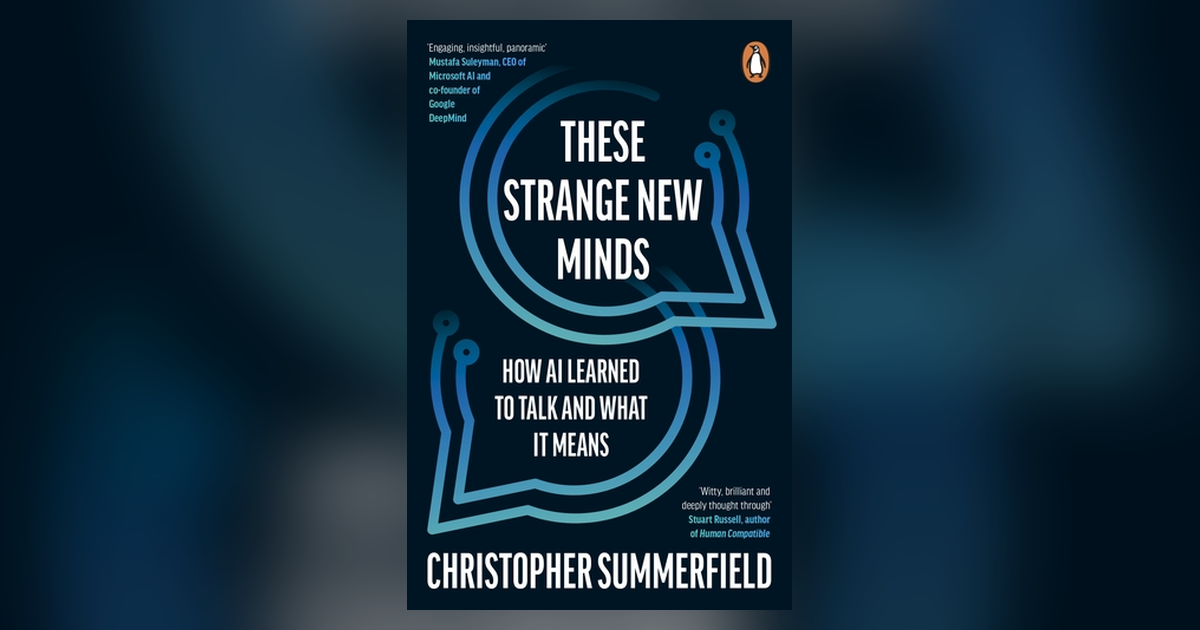 'Engaging, insightful, panoramic'
Mustafa Suleyman, CEO of
Microsoft AI and
co-founder of
Google
DeepMind
THESE
STRANGE NEW
MINDS
HOW AI LEARNED
TO TALK AND WHAT
IT MEANS
'Witty, brilliant and
deeply thought through'
Stuart Russell, author
of Human Compatible
CHRISTOPHER SUMMERFIELD